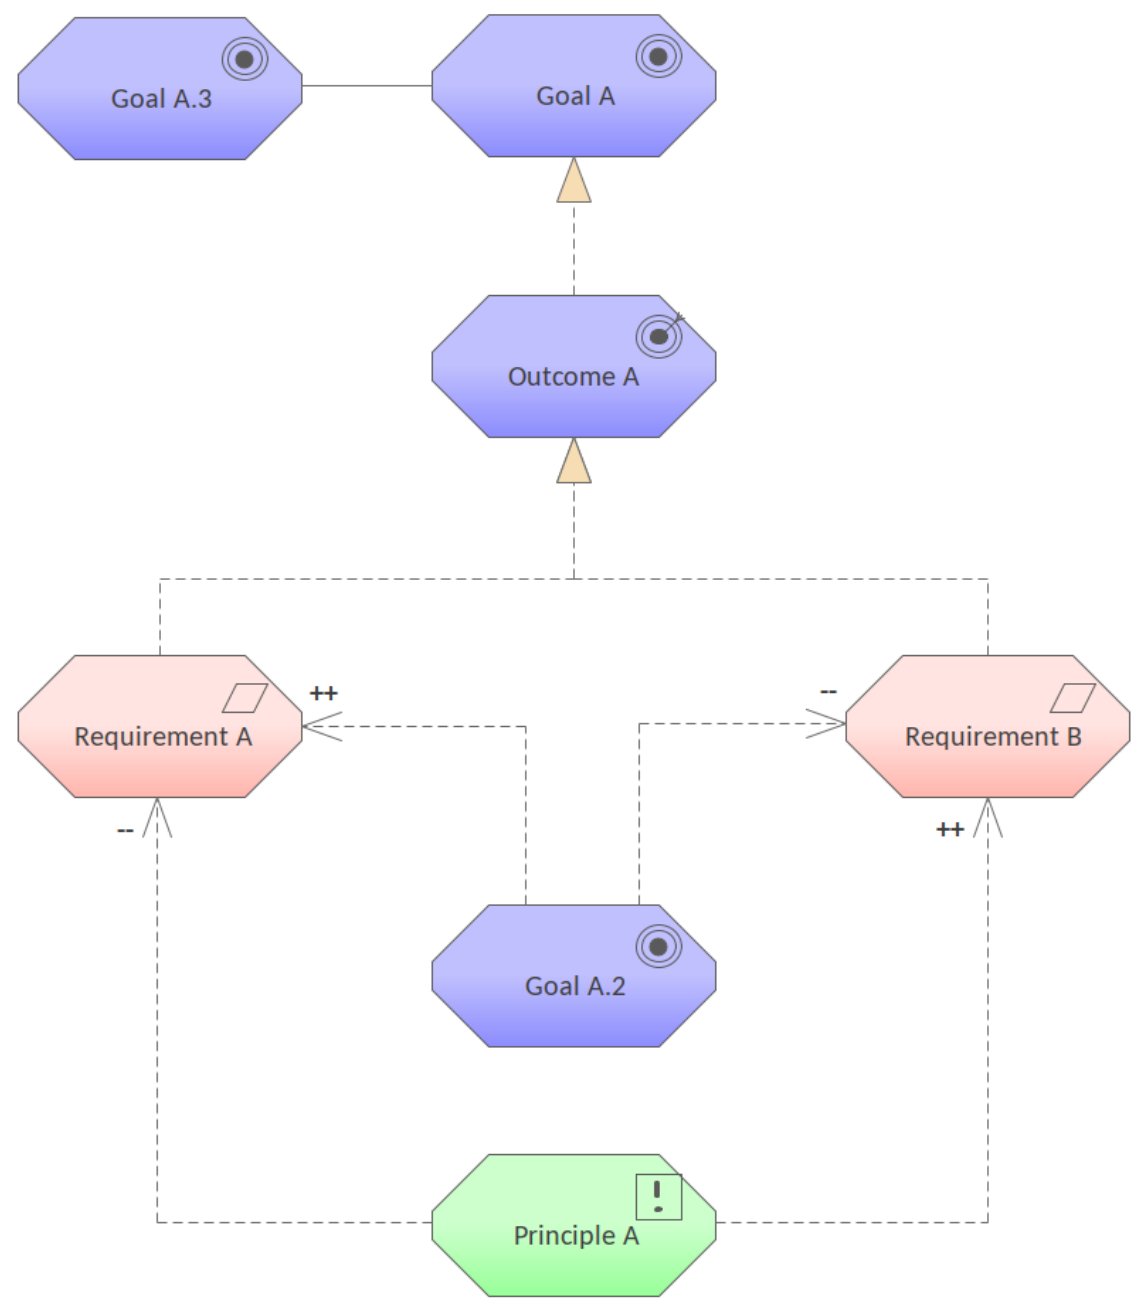 Goal A.3
Goal A
Outcome A
++
--
Requirement A
Requirement B
--
++
Goal A.2
!
Principle A